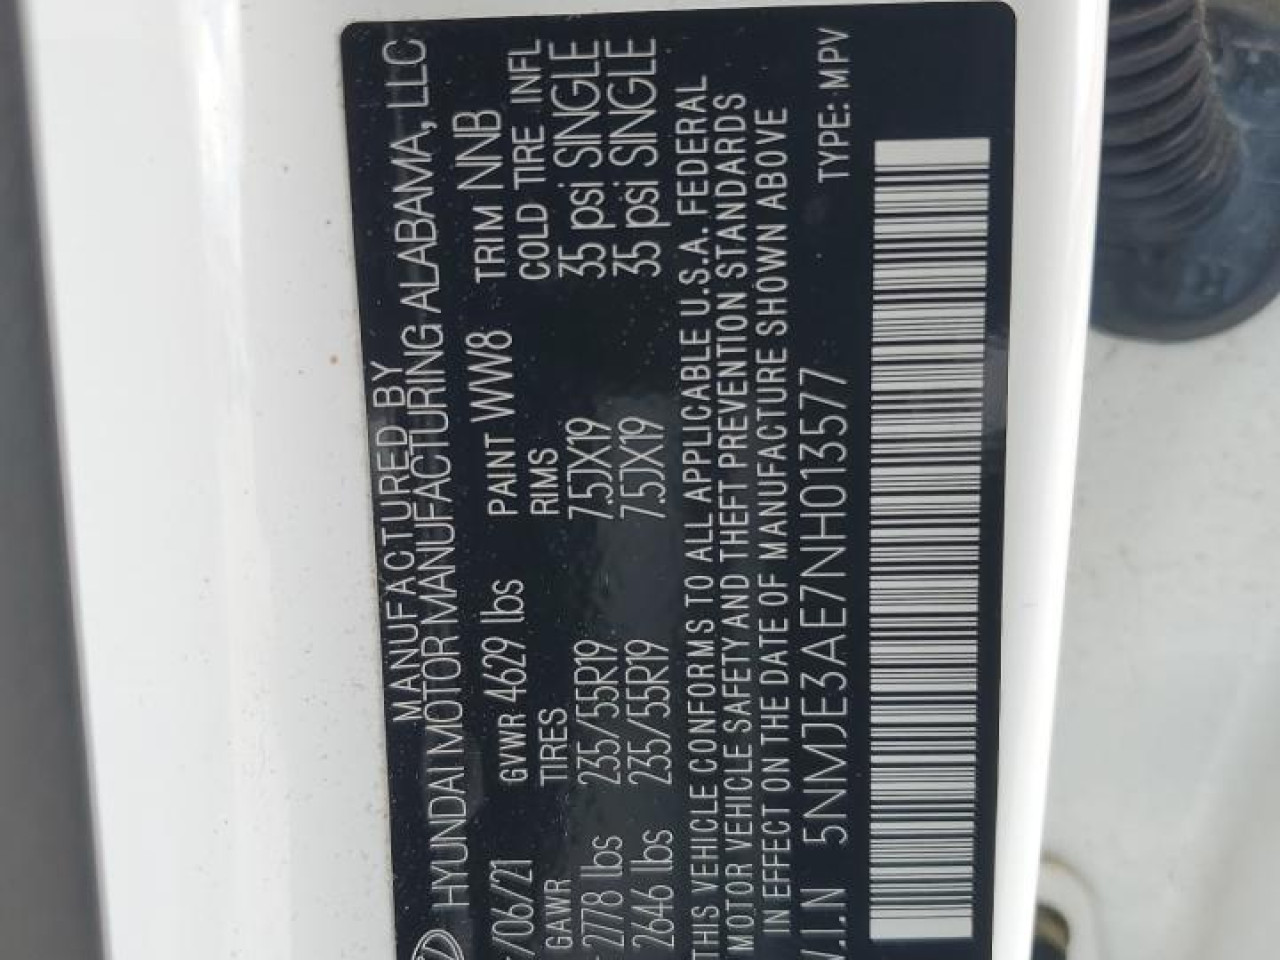 MANUFACTURED BY
HYUNDAI MOTOR MANUFACTURING ALABAMA, LLC
/06/21 GVWR 4629 lbs PAINT WW8 TRIM NNB
GAWR TIRES RIMS COLD TIRE INFL
2778 lbs 235/55R19 7.5JX19 35 psi SINGLE
2646 lbs 235/55R19 7.5JX19 35 psi SINGLE
THIS VEHICLE CONFORMS TO ALL APPLICABLE U.S.A. FEDERAL
MOTOR VEHICLE SAFETY AND THEFT PREVENTION STANDARDS
IN EFFECT ON THE DATE OF MANUFACTURE SHOWN ABOVE
V.I.N 5NMJE3AE7NH013577 TYPE: MPV